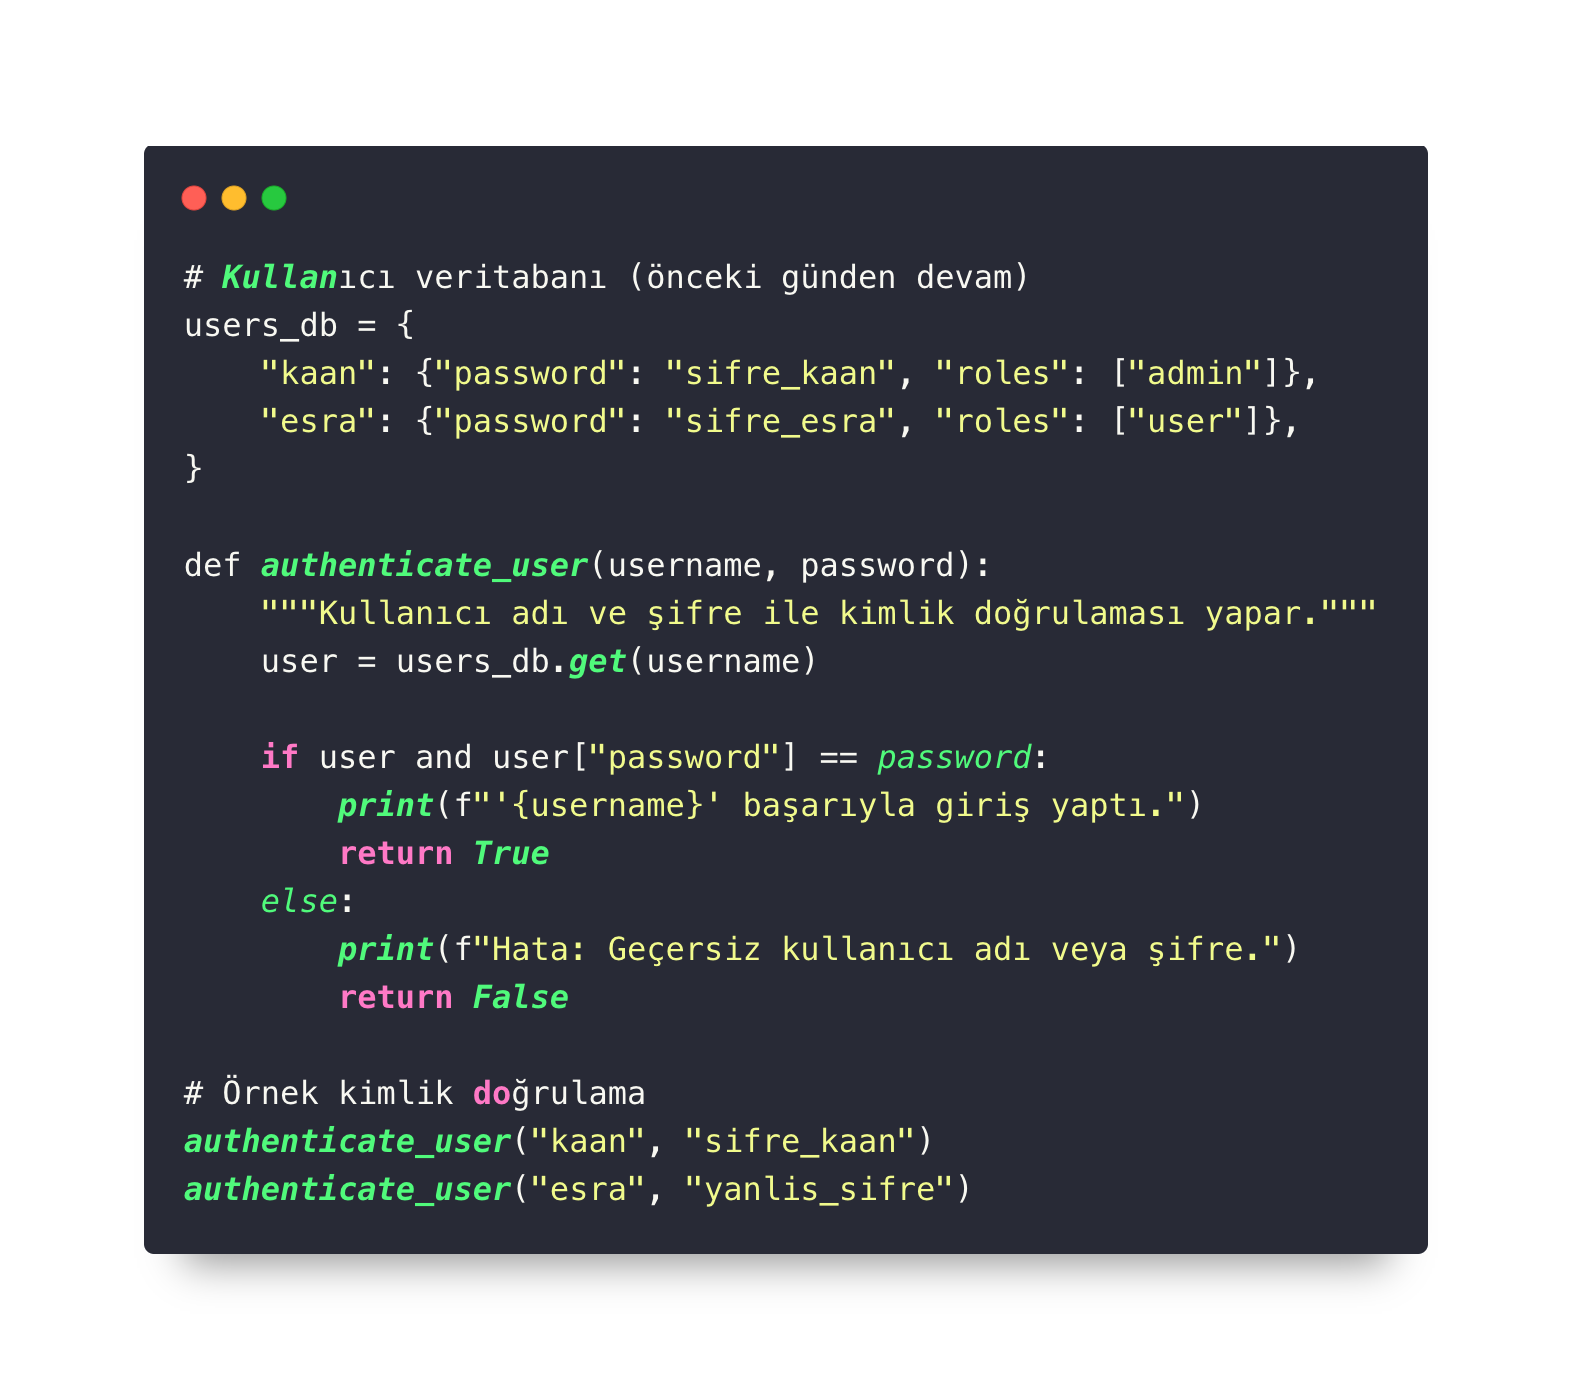 # Kullanıcı veritabanı (önceki günden devam)
users_db = {
    "kaan": {"password": "sifre_kaan", "roles": ["admin"]},
    "esra": {"password": "sifre_esra", "roles": ["user"]},
}
def authenticate_user(username, password):
    """Kullanıcı adı ve şifre ile kimlik doğrulaması yapar."""
    user = users_db.get(username)
    if user and user["password"] == password:
        print(f"'{username}' başarıyla giriş yaptı.")
        return True
    else:
        print(f"Hata: Geçersiz kullanıcı adı veya şifre.")
        return False
# Örnek kimlik doğrulama
authenticate_user("kaan", "sifre_kaan")
authenticate_user("esra", "yanlis_sifre")